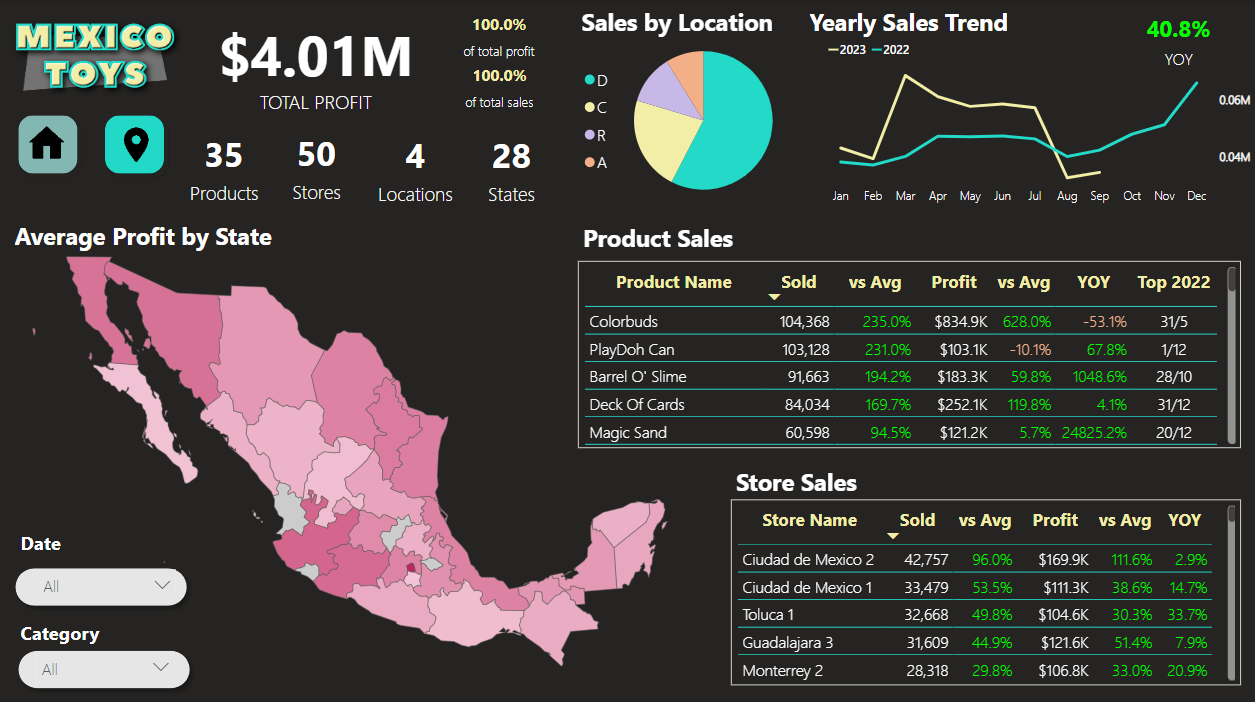 MEXICO
TOYS
$4.01M
TOTAL PROFIT
100.0%
of total profit
100.0%
of total sales
35
Products
50
Stores
4
Locations
28
States
Sales by Location
D
C
R
A
Yearly Sales Trend
2023 2022
40.8%
YOY
0.06M
0.04M
Jan Feb Mar Apr May Jun Jul Aug Sep Oct Nov Dec
Average Profit by State
Date
All
Category
All
Product Sales
Product Name Sold vs Avg Profit vs Avg YOY Top 2022
Colorbuds 104,368 235.0% $834.9K 628.0% -53.1% 31/5
PlayDoh Can 103,128 231.0% $103.1K -10.1% 67.8% 1/12
Barrel O' Slime 91,663 194.2% $183.3K 59.8% 1048.6% 28/10
Deck Of Cards 84,034 169.7% $252.1K 119.8% 4.1% 31/12
Magic Sand 60,598 94.5% $121.2K 5.7% 24825.2% 20/12
Store Sales
Store Name Sold vs Avg Profit vs Avg YOY
Ciudad de Mexico 2 42,757 96.0% $169.9K 111.6% 2.9%
Ciudad de Mexico 1 33,479 53.5% $111.3K 38.6% 14.7%
Toluca 1 32,668 49.8% $104.6K 30.3% 33.7%
Guadalajara 3 31,609 44.9% $121.6K 51.4% 7.9%
Monterrey 2 28,318 29.8% $106.8K 33.0% 20.9%